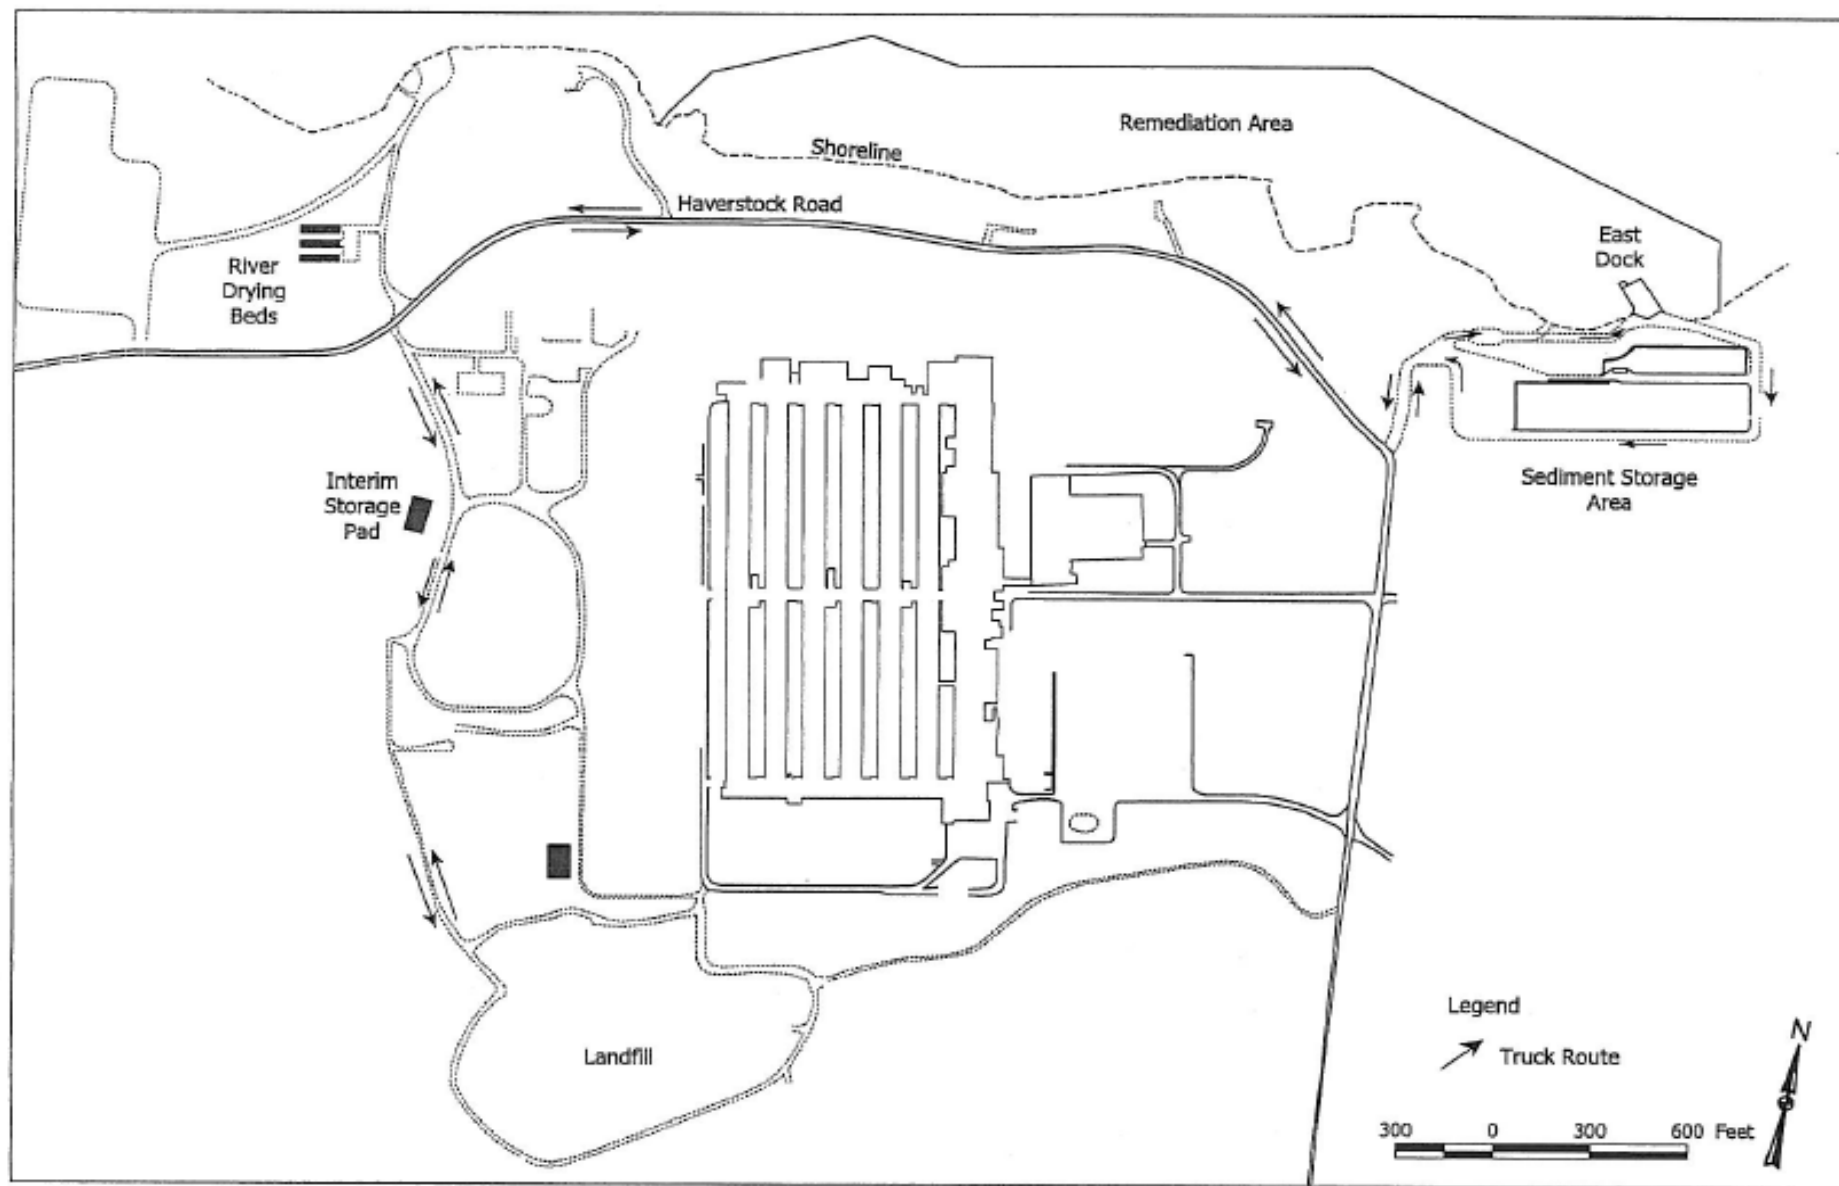 Remediation Area
Shoreline
Haverstock Road
East
Dock
River
Drying
Beds
Interim
Storage
Pad
Sediment Storage
Area
Landfill
Legend
Truck Route
N
300 0 300 600 Feet